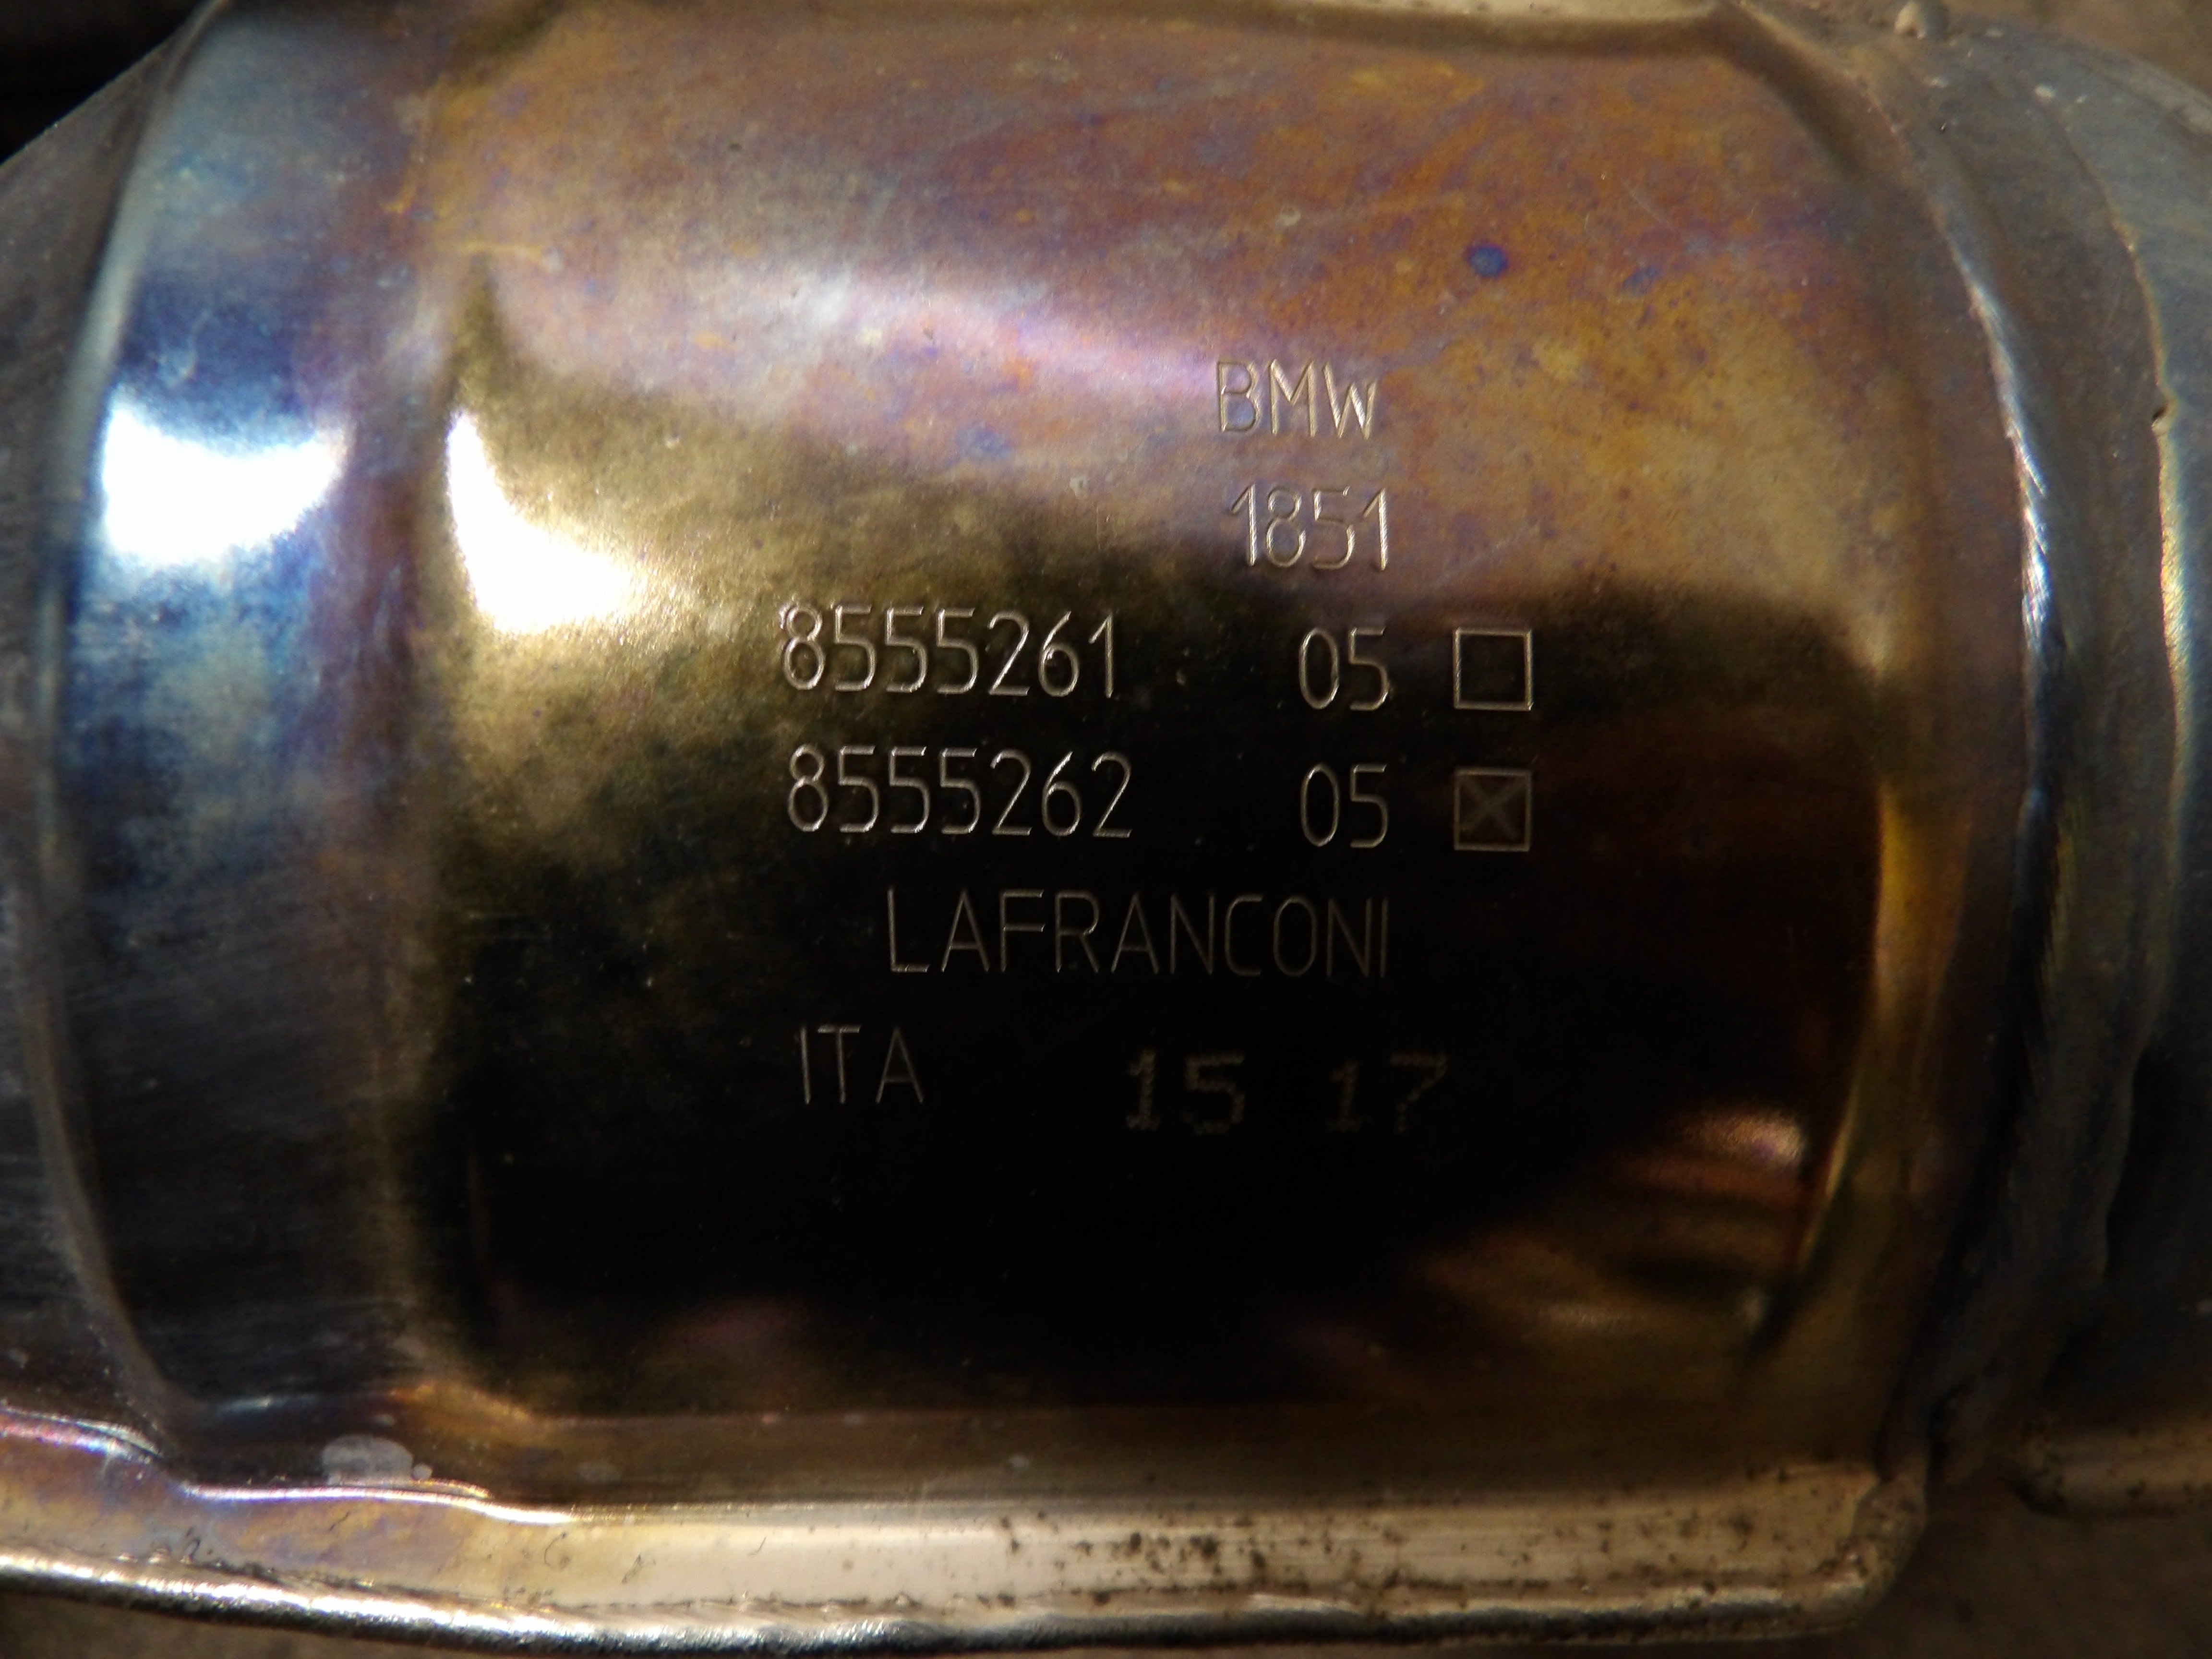 BMW
1851
8555261 05 ☐
8555262 05 ☒
LAFRANCONI
ITA 15 17